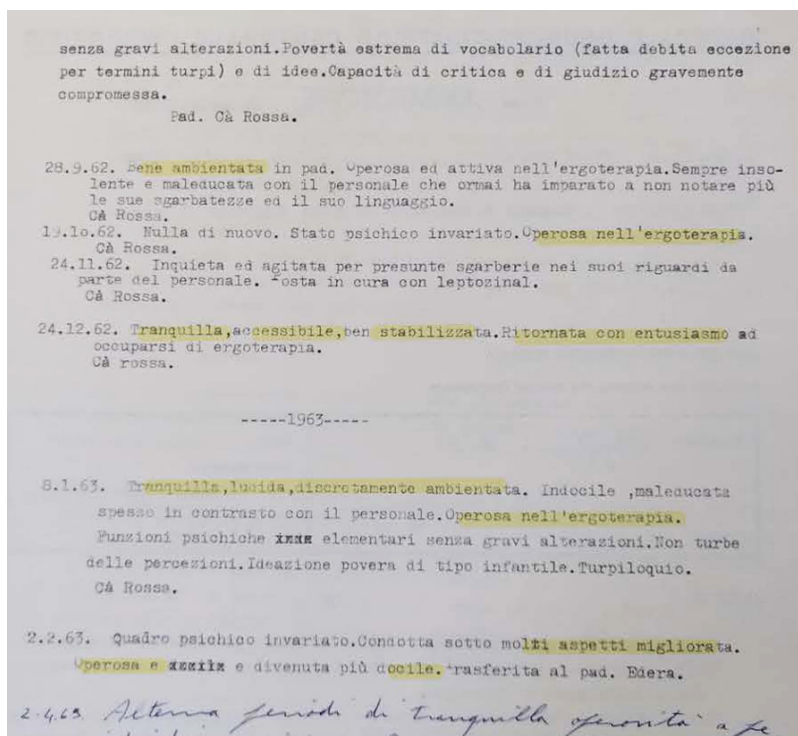 senza gravi alterazioni.Povertà estrema di vocabolario (fatta debita eccezione
per termini turpi) e di idee.Capacità di critica e di giudizio gravemente
compromessa.
Pad. Cà Rossa.
28.9.62. Bene ambientata in pad. Operosa ed attiva nell'ergoterapia.Sempre inso-
lente e maleducata con il personale che ormai ha imparato a non notare più
le sue sgarbatezze ed il suo linguaggio.
Cà Rossa.
19.10.62. Nulla di nuovo. Stato psichico invariato.Operosa nell'ergoterapia.
Cà Rossa.
24.11.62. Inquieta ed agitata per presunte sgarberie nei suoi riguardi da
parte del personale. Posta in cura con leptozinal.
Cà Rossa.
24.12.62. Tranquilla,accessibile,ben stabilizzata.Ritornata con entusiasmo ad
occuparsi di ergoterapia.
Cà rossa.
-----1963-----
8.1.63. Tranquilla,lucida,discretamente ambientata. Indocile ,maleducata
spesso in contrasto con il personale.Operosa nell'ergoterapia.
Funzioni psichiche elementari senza gravi alterazioni.Non turbe
delle percezioni.Ideazione povera di tipo infantile.Turpiloquio.
Cà Rossa.
2.2.63. Quadro psichico invariato.Condotta sotto molti aspetti migliorata.
Operosa e e divenuta più docile.Trasferita al pad. Edera.
2.4.63 Alterna periodi di tranquilla operosità a